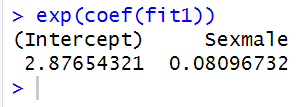 > exp(coef(fit1))
(Intercept)     Sexmale
 2.87654321  0.08096732
>